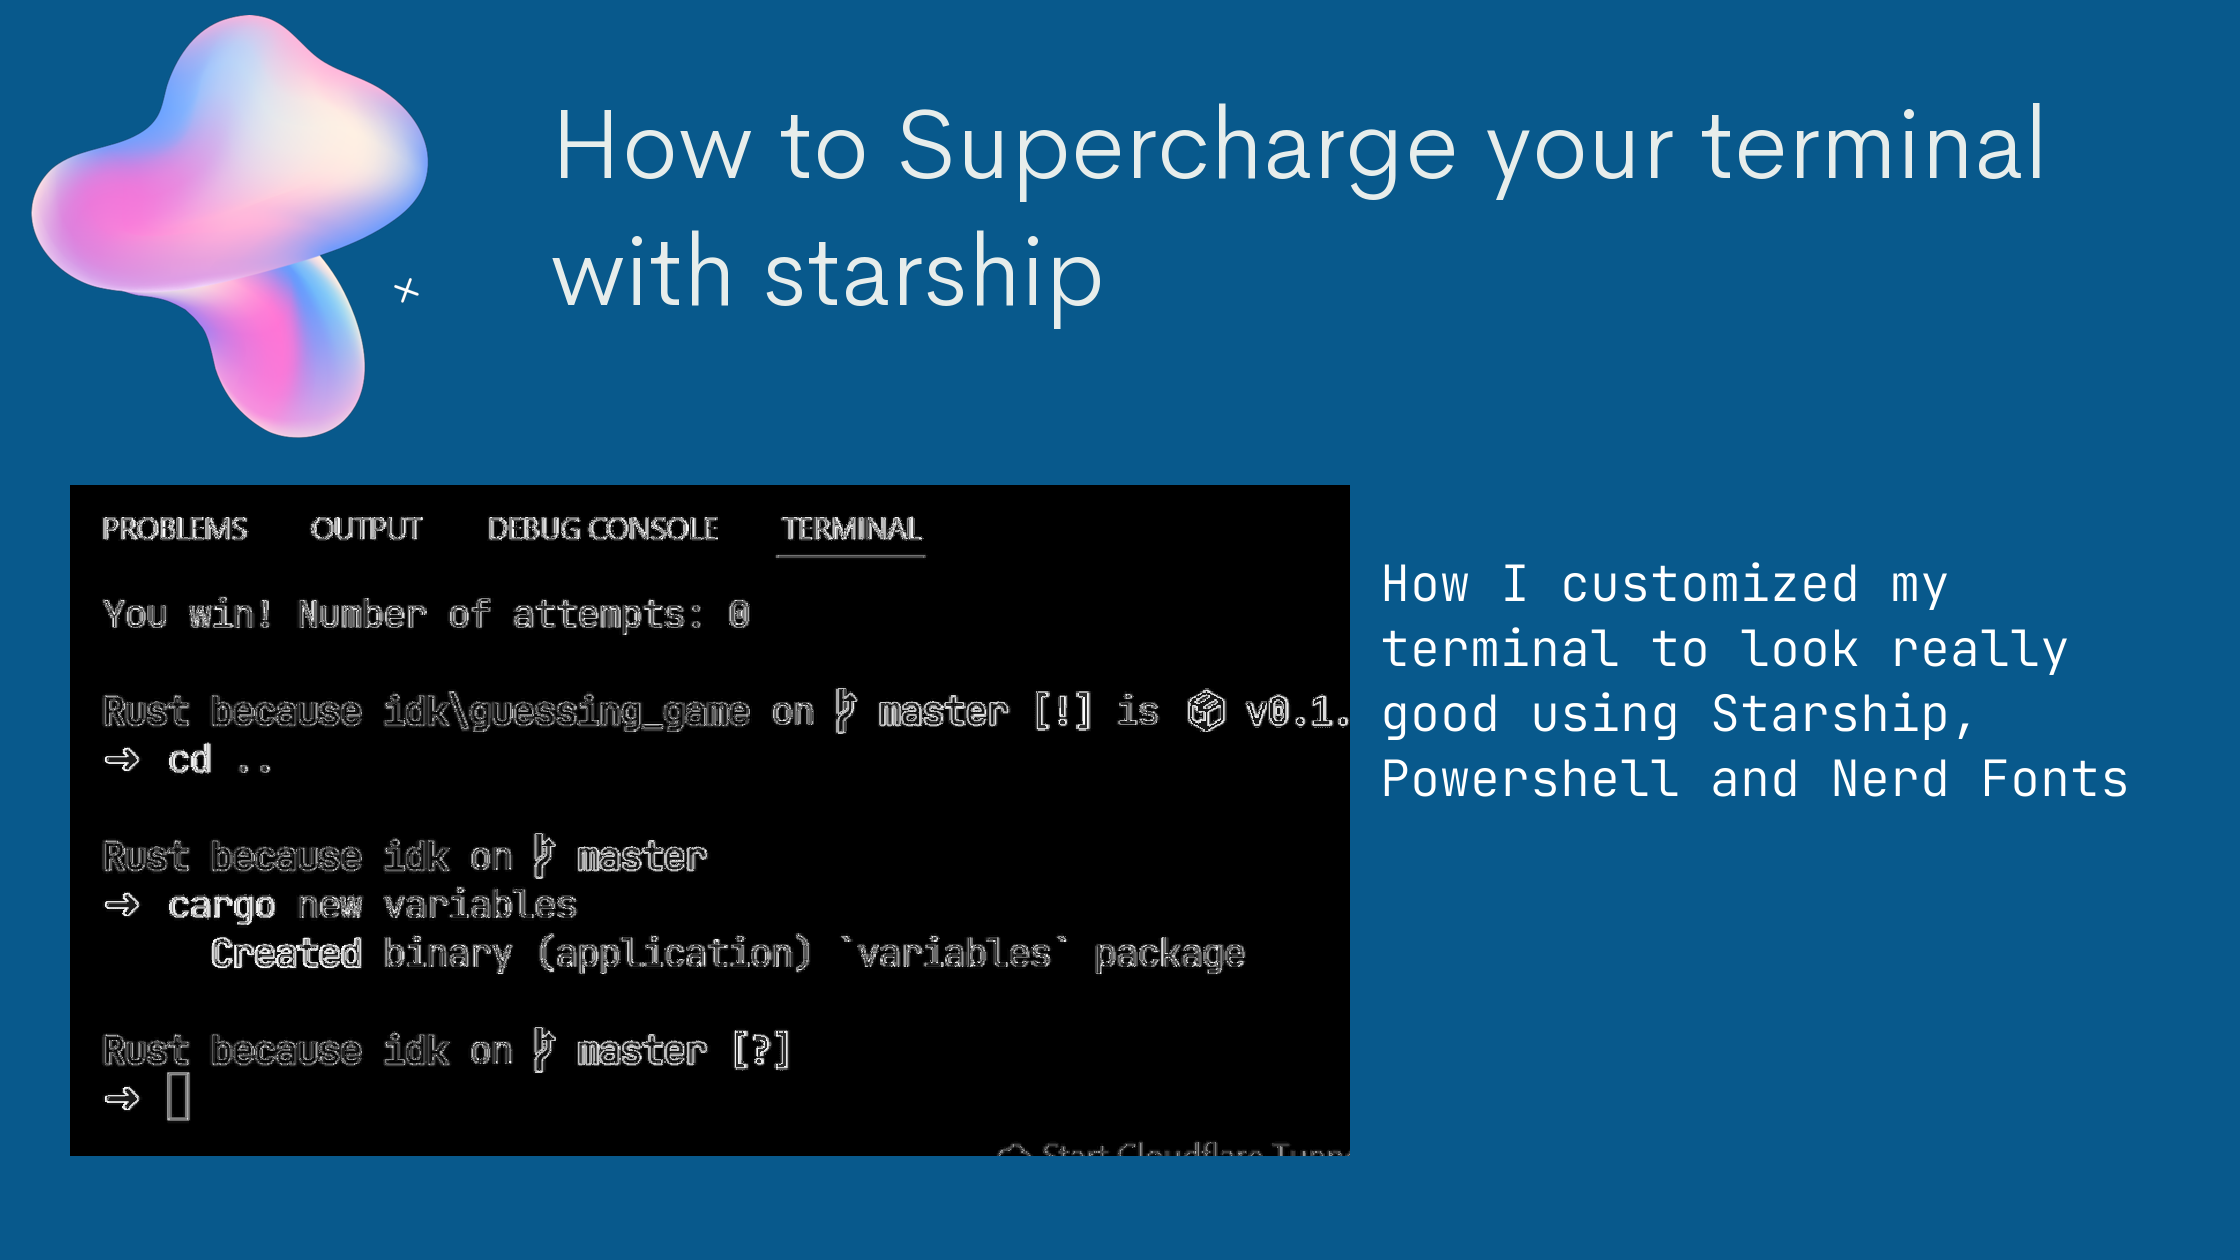 How to Supercharge your terminal
with starship
PROBLEMS OUTPUT DEBUG CONSOLE TERMINAL
You win! Number of attempts: 0
Rust because idk\guessing_game on master [!] is 📦 v0.1.
→ cd ..
Rust because idk on master
→ cargo new variables
Created binary (application) `variables` package
Rust because idk on master [?]
→
Start Cloudflare Tunn
How I customized my
terminal to look really
good using Starship,
Powershell and Nerd Fonts